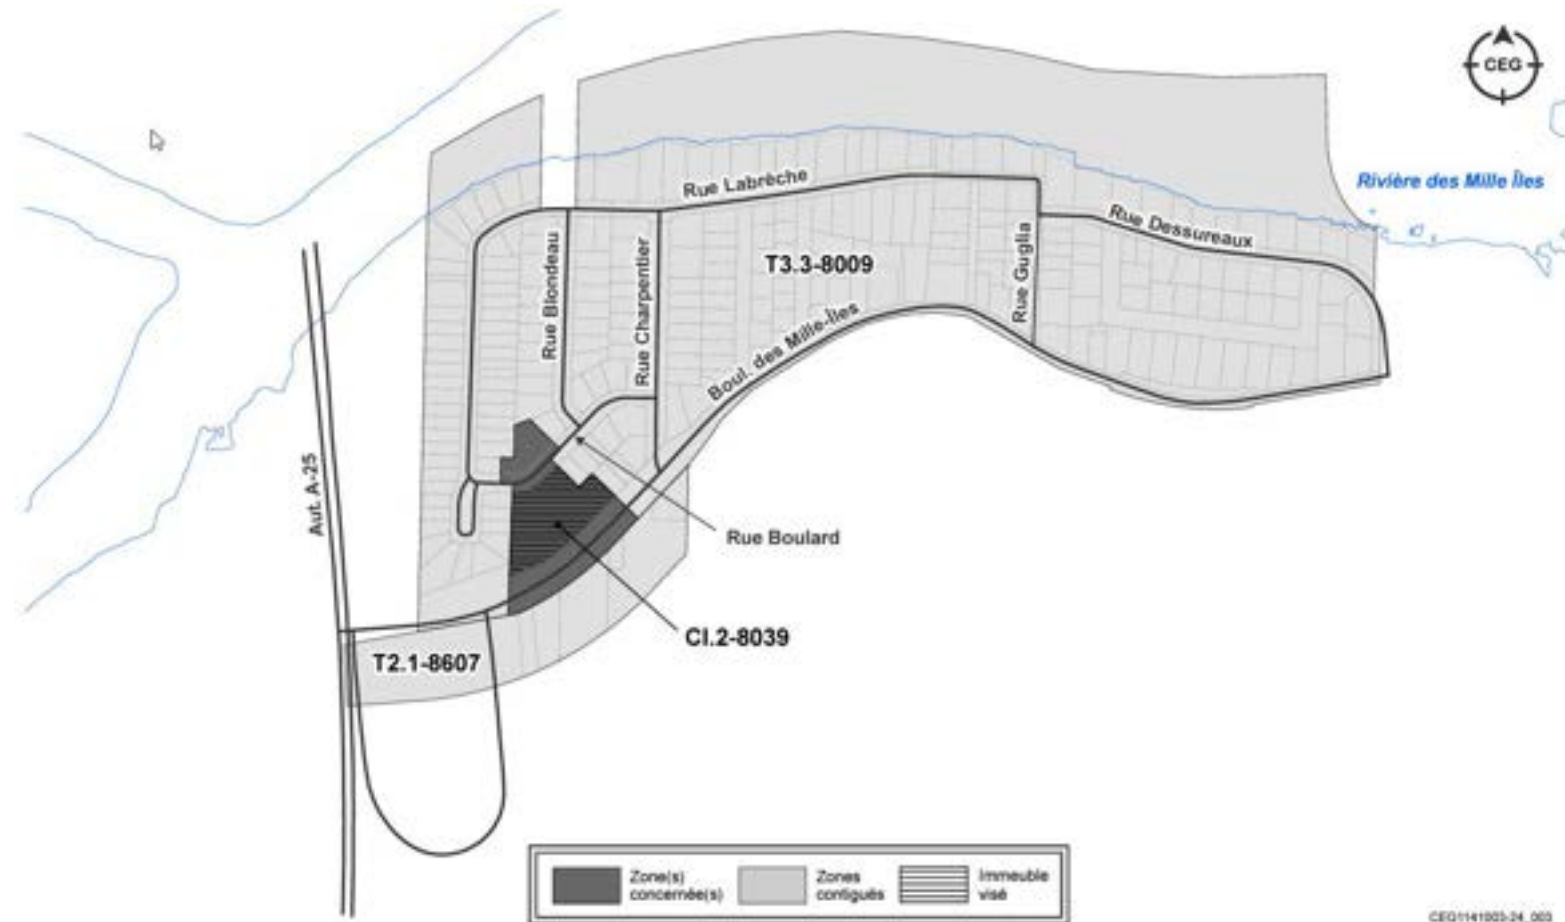 CEG
Rivière des Mille Îles
Rue Labrèche
Rue Dessureaux
Rue Blondeau
Rue Charpentier
T3.3-8009
Rue Guglia
Boul. des Mille-Îles
Aut. A-25
Rue Boulard
CI.2-8039
T2.1-8607
Zone(s)
concernée(s)
Zones
contiguës
Immeuble
visé
CEG1141003-24_003